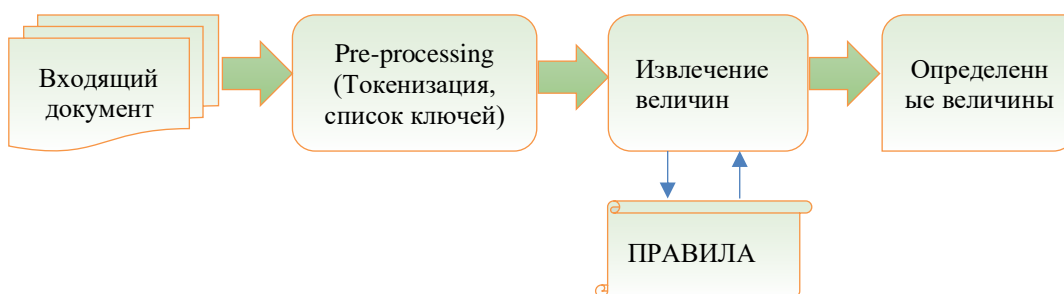 Входящий
документ
Pre-processing
(Токенизация,
список ключей)
Извлечение
величин
Определенн
ые величины
ПРАВИЛА